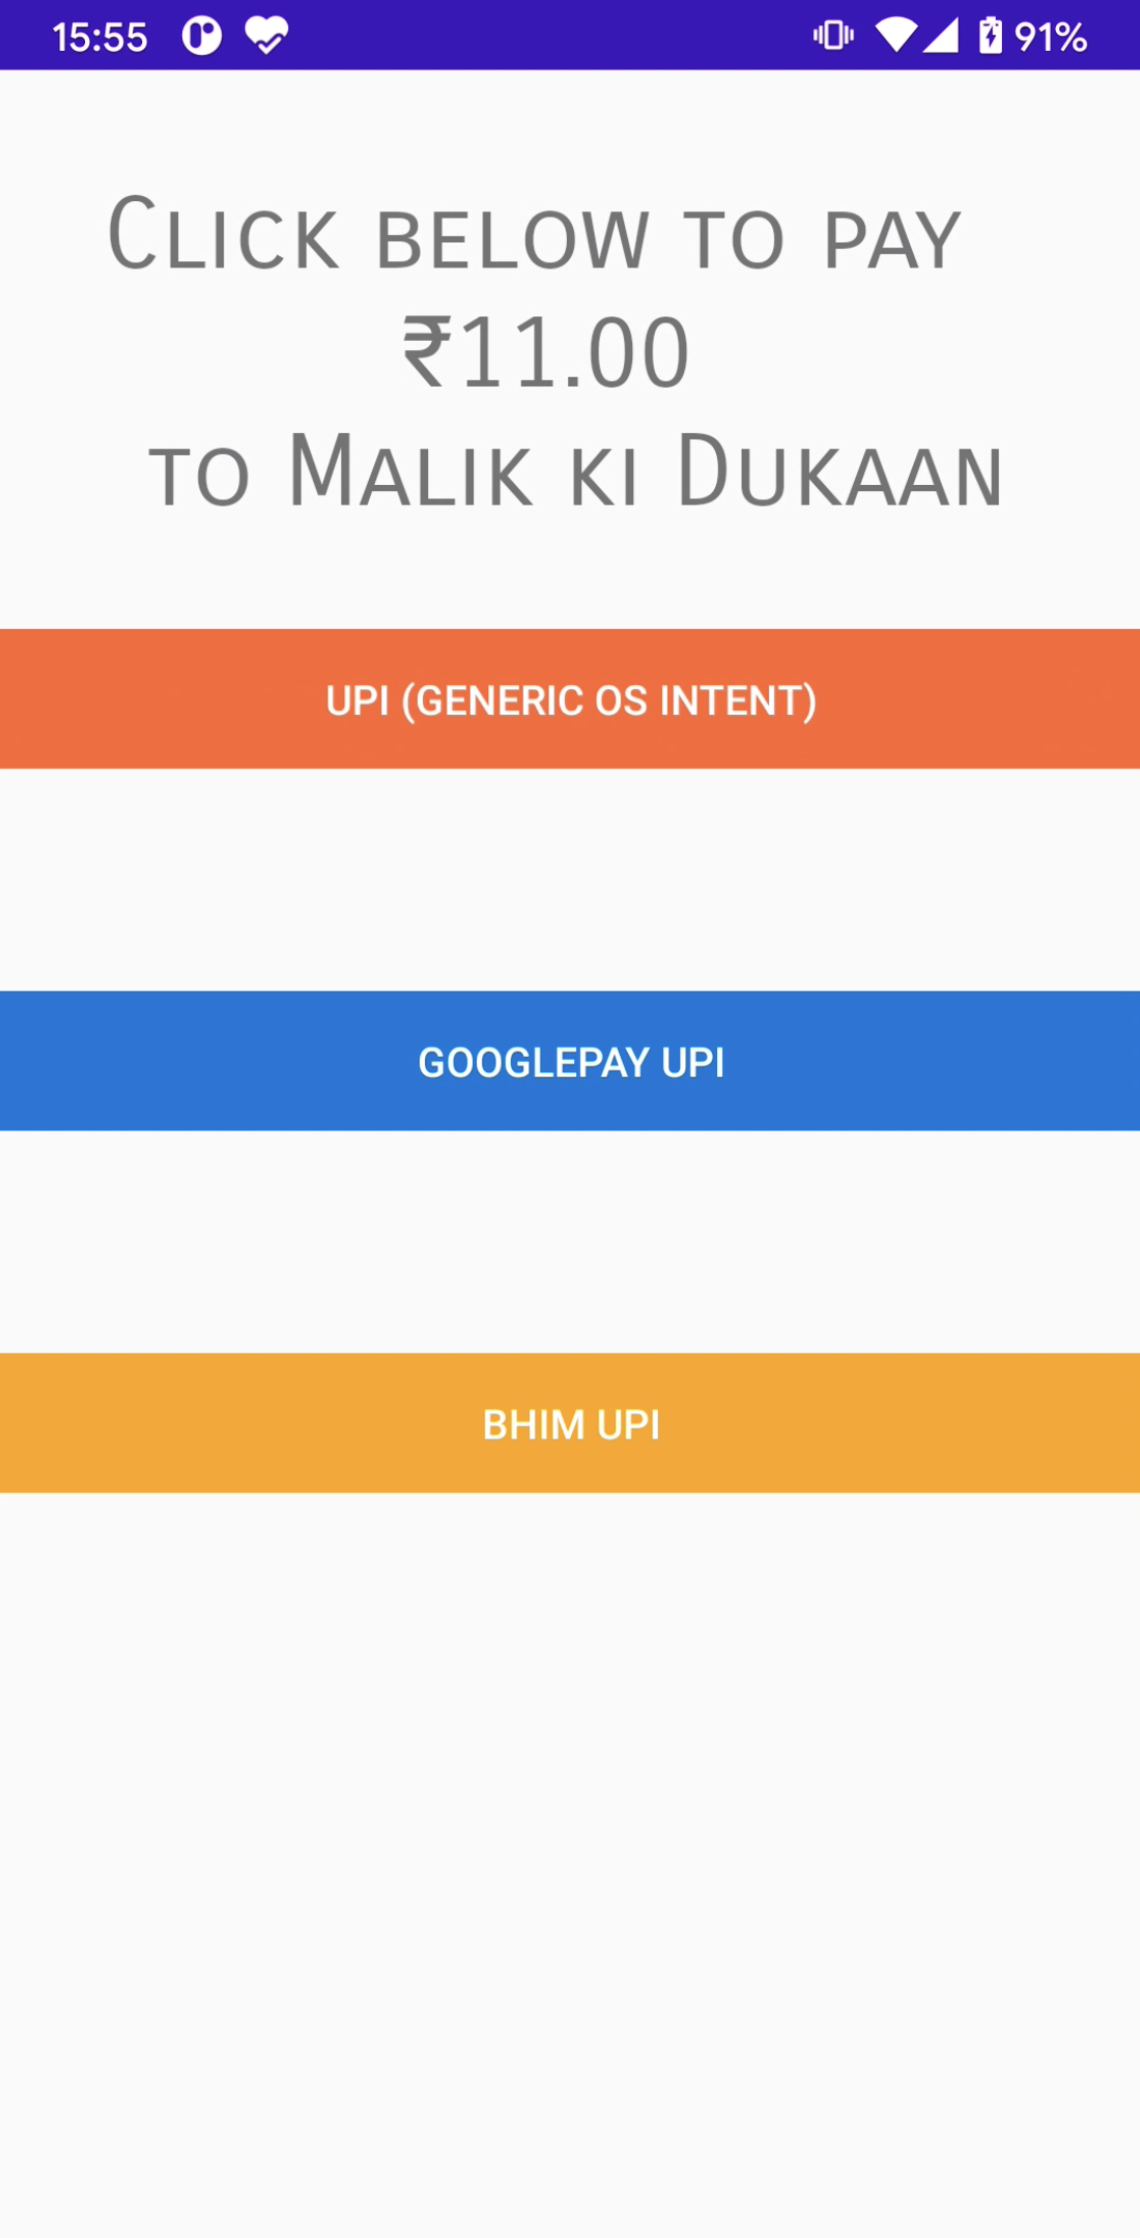 15:55 91%
Click below to pay
₹11.00
to Malik ki Dukaan
UPI (GENERIC OS INTENT)
GOOGLEPAY UPI
BHIM UPI